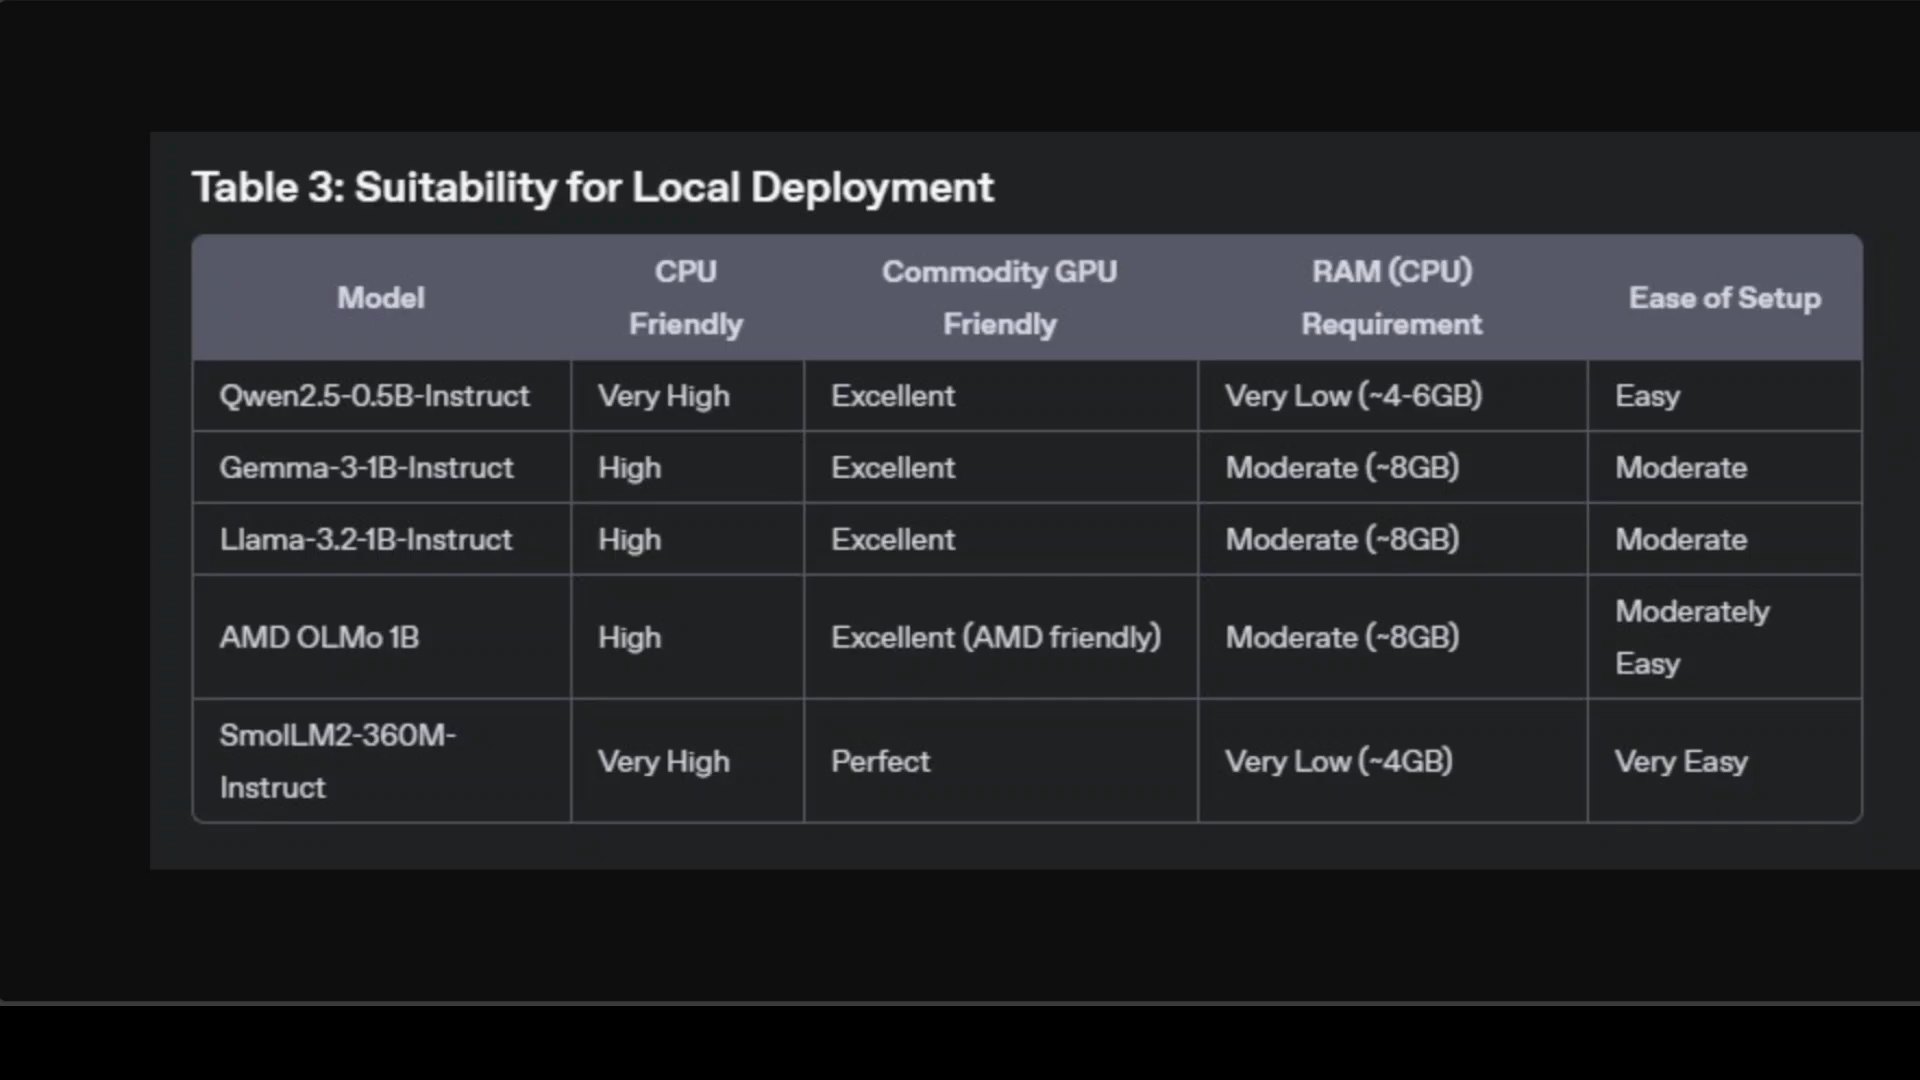 Table 3: Suitability for Local Deployment
Model CPU Friendly Commodity GPU Friendly RAM (CPU) Requirement Ease of Setup
Qwen2.5-0.5B-Instruct Very High Excellent Very Low (~4-6GB) Easy
Gemma-3-1B-Instruct High Excellent Moderate (~8GB) Moderate
Llama-3.2-1B-Instruct High Excellent Moderate (~8GB) Moderate
AMD OLMo 1B High Excellent (AMD friendly) Moderate (~8GB) Moderately Easy
SmolLM2-360M-Instruct Very High Perfect Very Low (~4GB) Very Easy